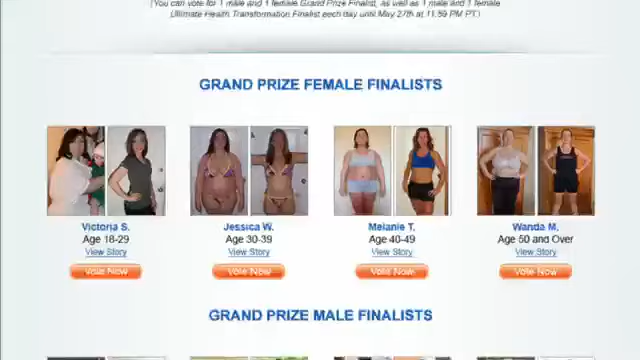 (You can vote for 1 male and 1 female Grand Prize Finalist, as well as 1 male and 1 female
Ultimate Health Transformation Finalist each day until May 27th at 11:59 PM PT.)
GRAND PRIZE FEMALE FINALISTS
Victoria S. Jessica W. Melanie T. Wanda M.
Age 18-29 Age 30-39 Age 40-49 Age 50 and Over
View Story View Story View Story View Story
Vote Now Vote Now Vote Now Vote Now
GRAND PRIZE MALE FINALISTS